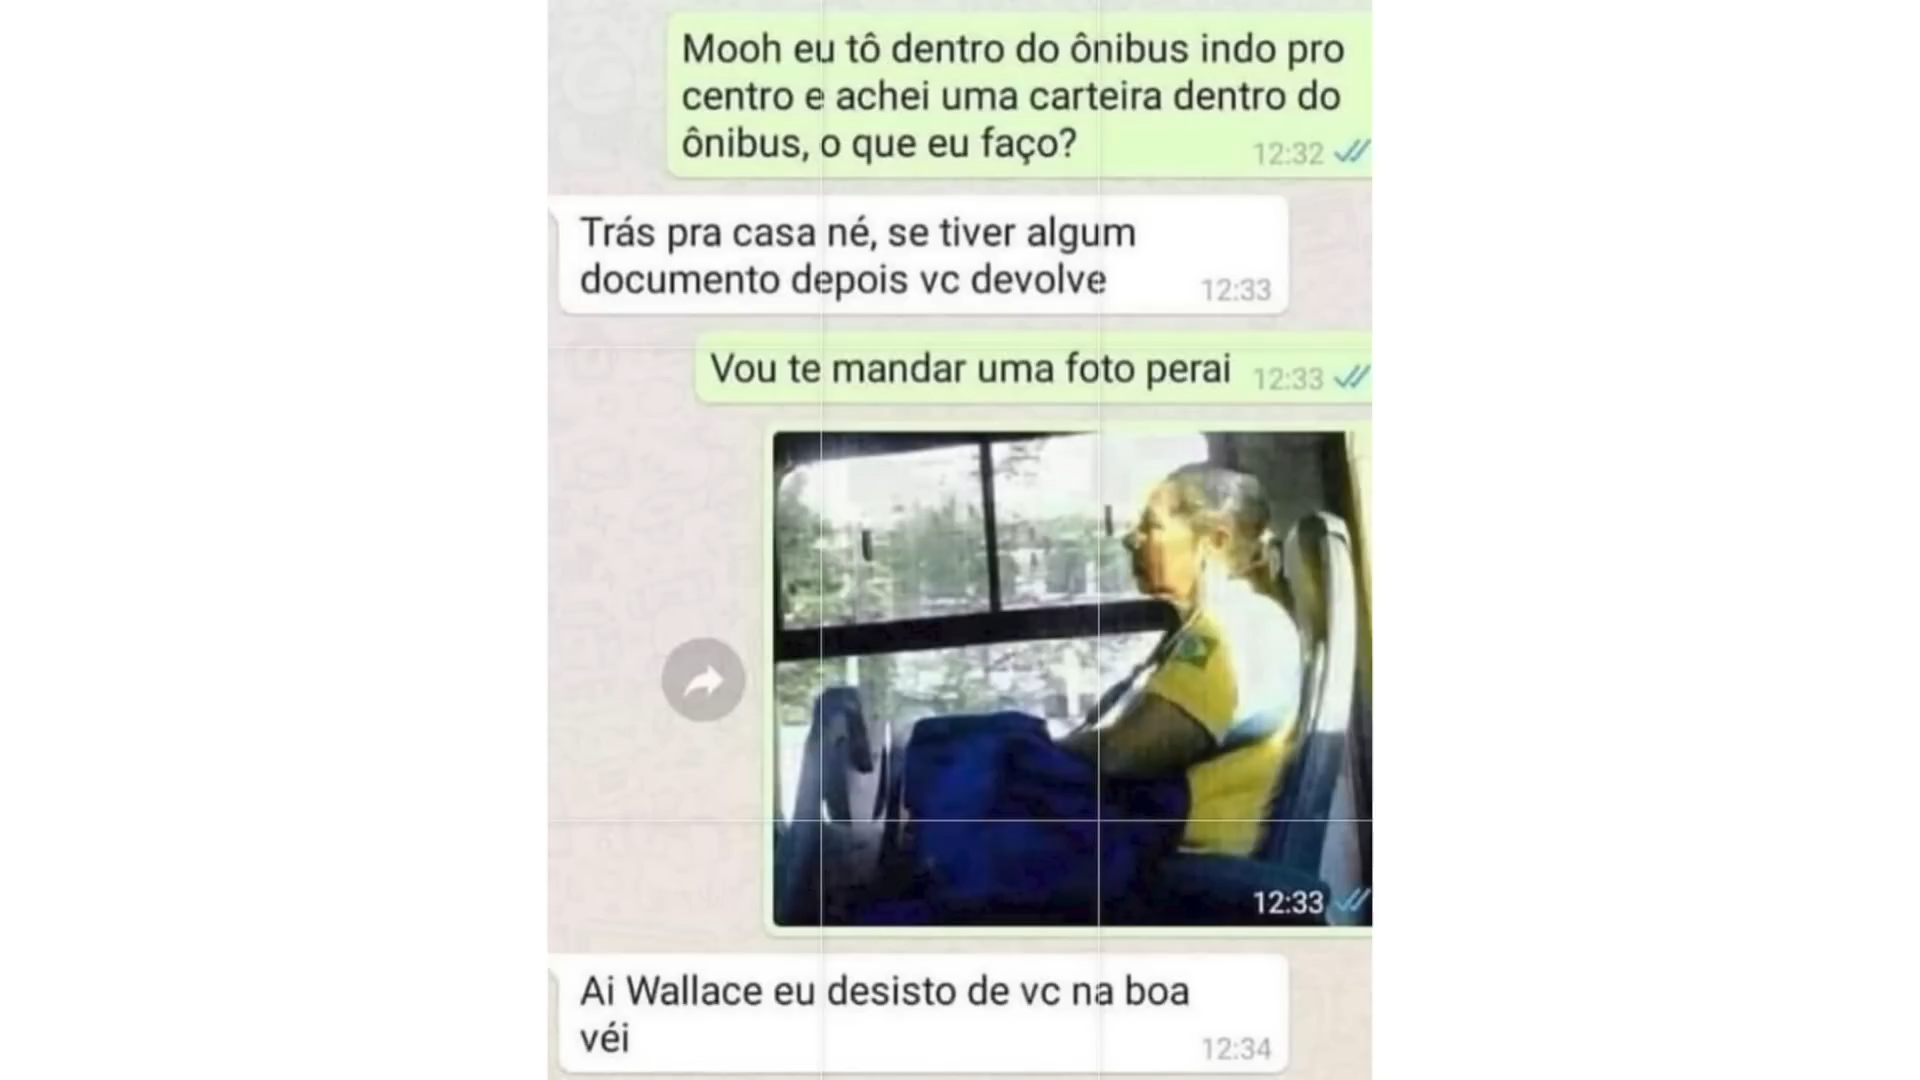 Mooh eu tô dentro do ônibus indo pro
centro e achei uma carteira dentro do
ônibus, o que eu faço?
12:32
Trás pra casa né, se tiver algum
documento depois vc devolve
12:33
Vou te mandar uma foto perai
12:33
12:33
Ai Wallace eu desisto de vc na boa
véi
12:34